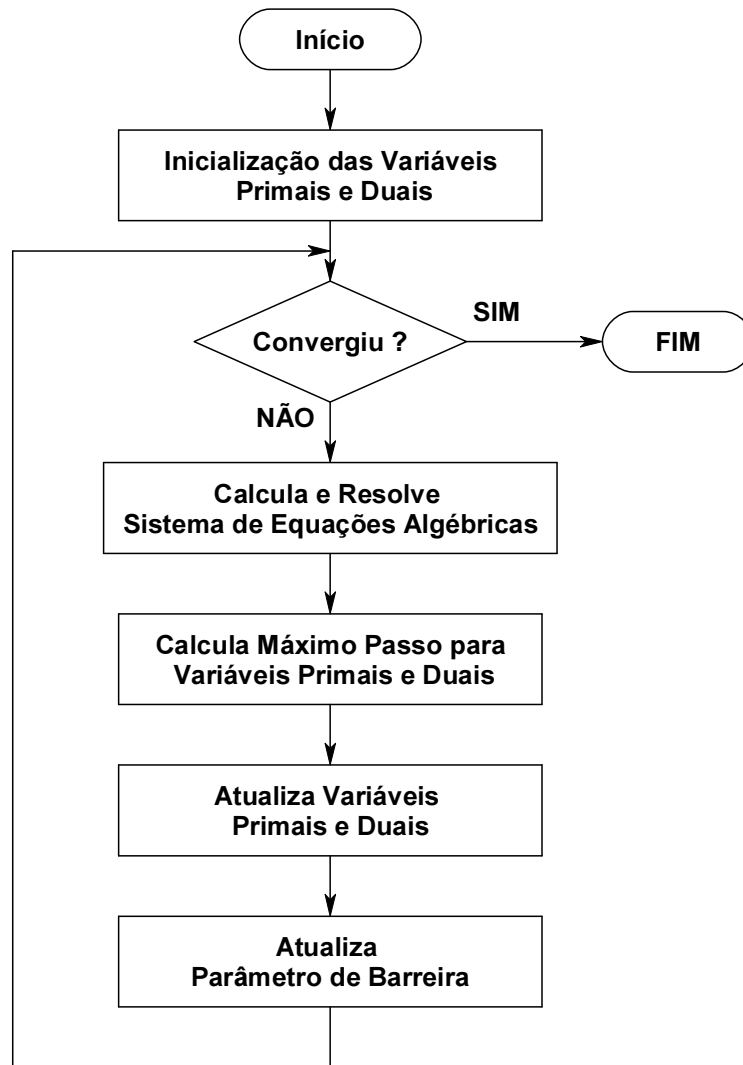 Início
Inicialização das Variáveis
Primais e Duais
Convergiu ?
SIM
FIM
NÃO
Calcula e Resolve
Sistema de Equações Algébricas
Calcula Máximo Passo para
Variáveis Primais e Duais
Atualiza Variáveis
Primais e Duais
Atualiza
Parâmetro de Barreira